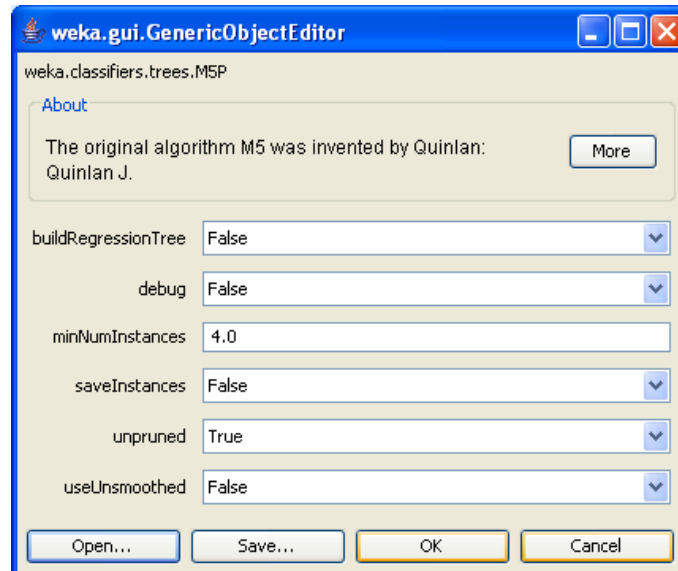 weka.gui.GenericObjectEditor
weka.classifiers.trees.M5P
About
The original algorithm M5 was invented by Quinlan:
Quinlan J.
More
buildRegressionTree False
debug False
minNumInstances 4.0
saveInstances False
unpruned True
useUnsmoothed False
Open... Save... OK Cancel